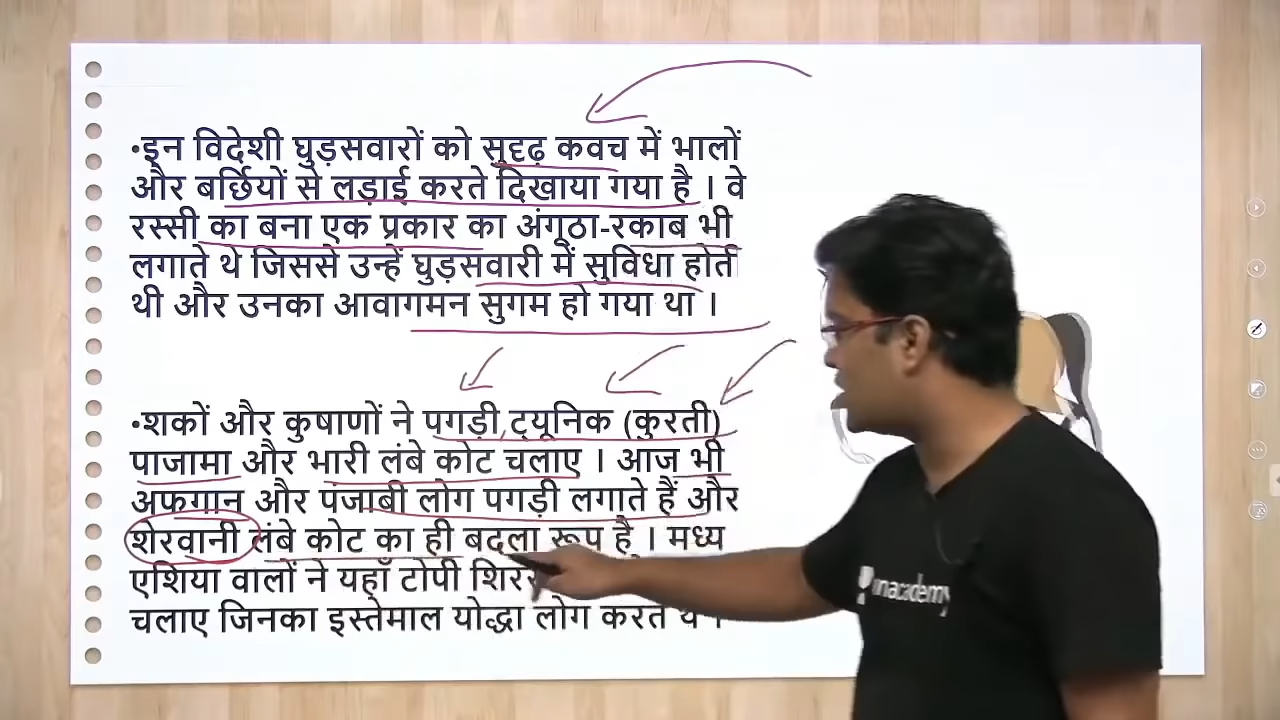 •इन विदेशी घुड़सवारों को सुदृढ़ कवच में भालों
और बर्छियों से लड़ाई करते दिखाया गया है । वे
रस्सी का बना एक प्रकार का अंगूठा-रकाब भी
लगाते थे जिससे उन्हें घुड़सवारी में सुविधा होती
थी और उनका आवागमन सुगम हो गया था ।
•शकों और कुषाणों ने पगड़ी,ट्यूनिक (कुरती)
पाजामा और भारी लंबे कोट चलाए । आज भी
अफगान और पंजाबी लोग पगड़ी लगाते हैं और
शेरवानी लंबे कोट का ही बदला रूप है । मध्य
एशिया वालों ने यहाँ टोपी
चलाए जिनका इस्तेमाल योद्धा लोग करते थे ।
unacademy